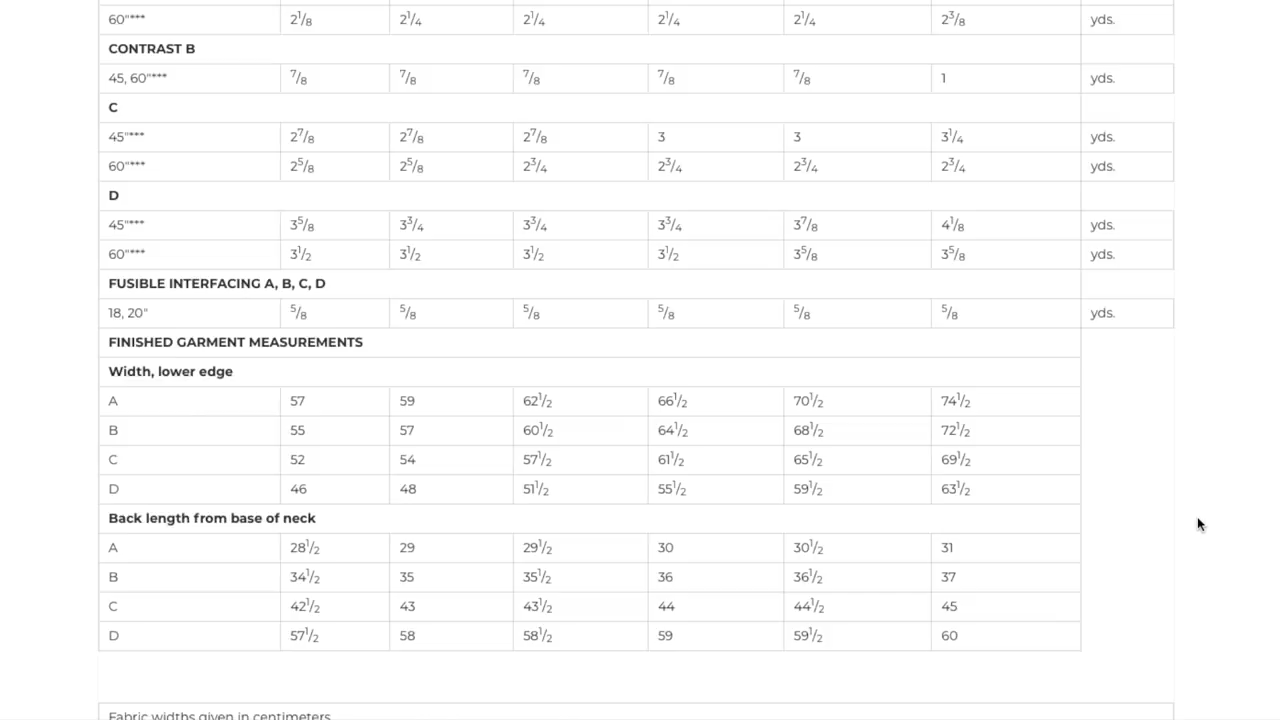 60"*** 2 1/8 2 1/4 2 1/4 2 1/4 2 1/4 2 3/8 yds.
CONTRAST B
45, 60"*** 7/8 7/8 7/8 7/8 7/8 1 yds.
C
45"*** 2 7/8 2 7/8 2 7/8 3 3 3 1/4 yds.
60"*** 2 5/8 2 5/8 2 3/4 2 3/4 2 3/4 2 3/4 yds.
D
45"*** 3 5/8 3 3/4 3 3/4 3 3/4 3 7/8 4 1/8 yds.
60"*** 3 1/2 3 1/2 3 1/2 3 1/2 3 5/8 3 5/8 yds.
FUSIBLE INTERFACING A, B, C, D
18, 20" 5/8 5/8 5/8 5/8 5/8 5/8 yds.
FINISHED GARMENT MEASUREMENTS
Width, lower edge
A 57 59 62 1/2 66 1/2 70 1/2 74 1/2
B 55 57 60 1/2 64 1/2 68 1/2 72 1/2
C 52 54 57 1/2 61 1/2 65 1/2 69 1/2
D 46 48 51 1/2 55 1/2 59 1/2 63 1/2
Back length from base of neck
A 28 1/2 29 29 1/2 30 30 1/2 31
B 34 1/2 35 35 1/2 36 36 1/2 37
C 42 1/2 43 43 1/2 44 44 1/2 45
D 57 1/2 58 58 1/2 59 59 1/2 60
Fabric widths given in centimeters.